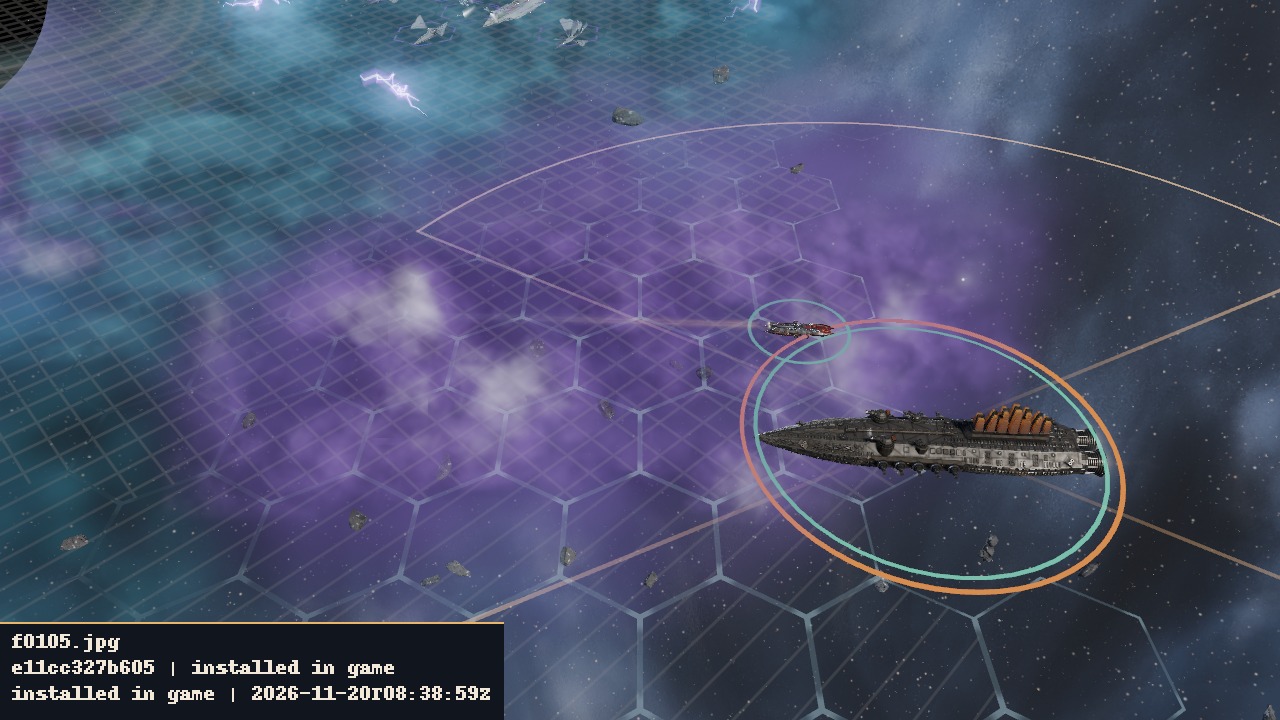 f0105.jpg
e11cc327b605 | installed in game
installed in game | 2026-11-20T08:38:59Z